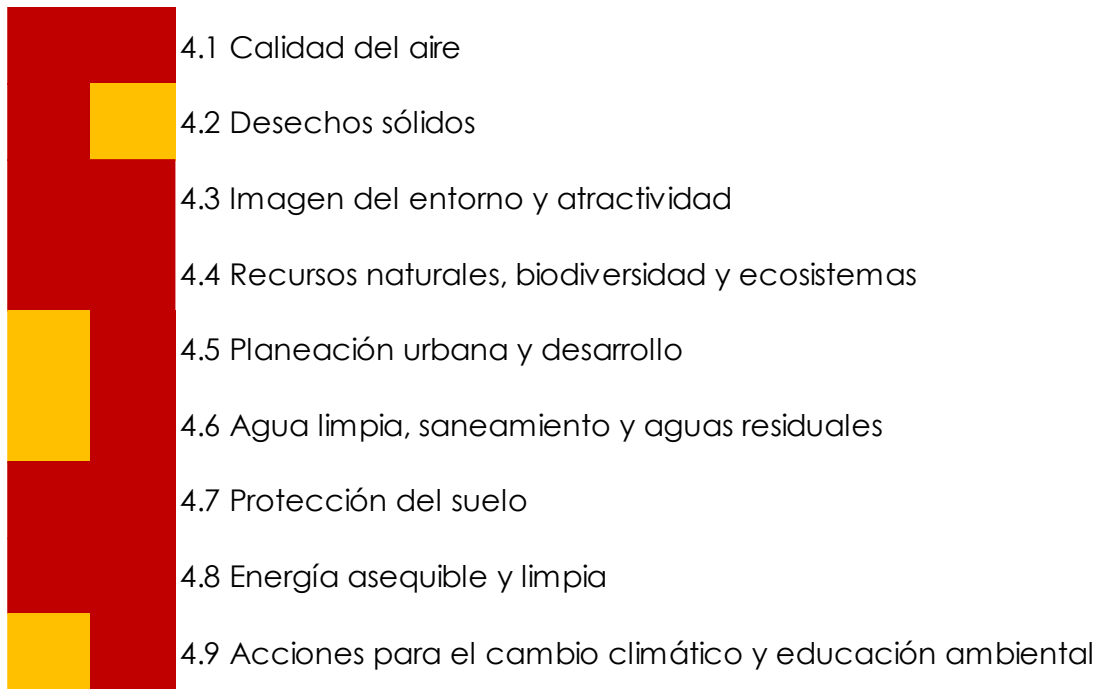 4.1 Calidad del aire
4.2 Desechos sólidos
4.3 Imagen del entorno y atractividad
4.4 Recursos naturales, biodiversidad y ecosistemas
4.5 Planeación urbana y desarrollo
4.6 Agua limpia, saneamiento y aguas residuales
4.7 Protección del suelo
4.8 Energía asequible y limpia
4.9 Acciones para el cambio climático y educación ambiental